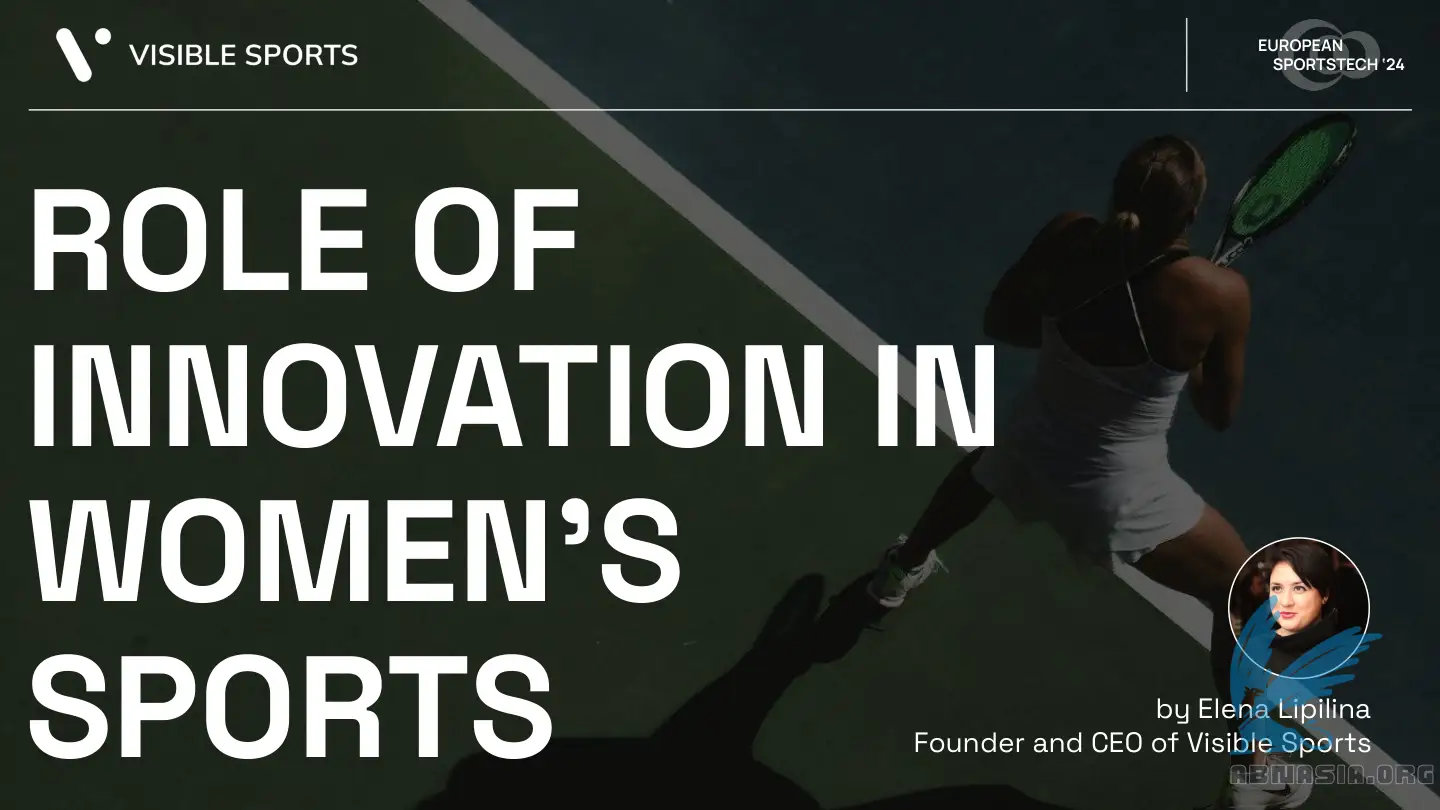 VISIBLE SPORTS
EUROPEAN
SPORTSTECH '24
ROLE OF
INNOVATION IN
WOMEN’S
SPORTS
by Elena Lipilina
Founder and CEO of Visible Sports
ABNASIA.ORG